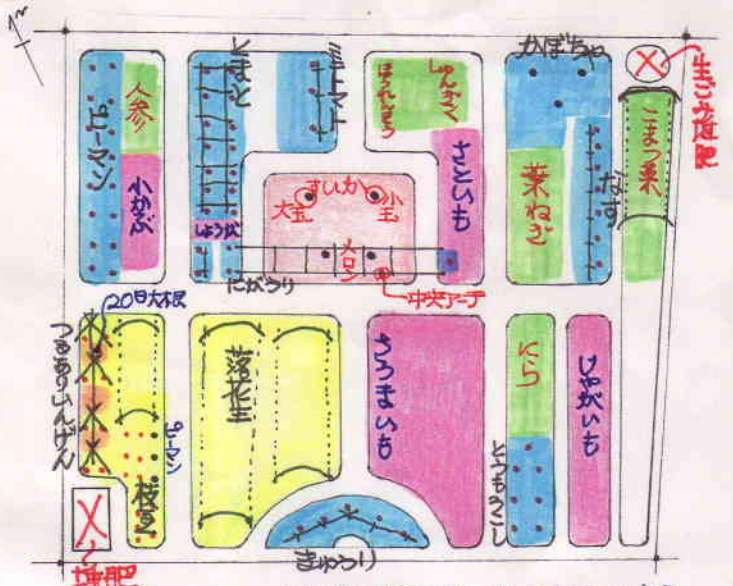 N
かぼちゃ
生ごみ堆肥
ピーマン
人参
小かぶ
とまと
ミニトマト
しょうが
しゅんぎく
ほうれんそう
さといも
すいか
大玉
小玉
メロン
中央アーチ
にがうり
葉ねぎ
なす
こまつ菜
20日大根
つるありいんげん
ピーマン
枝豆
堆肥
落花生
さつまいも
きゅうり
にら
とうもろこし
じゃがいも